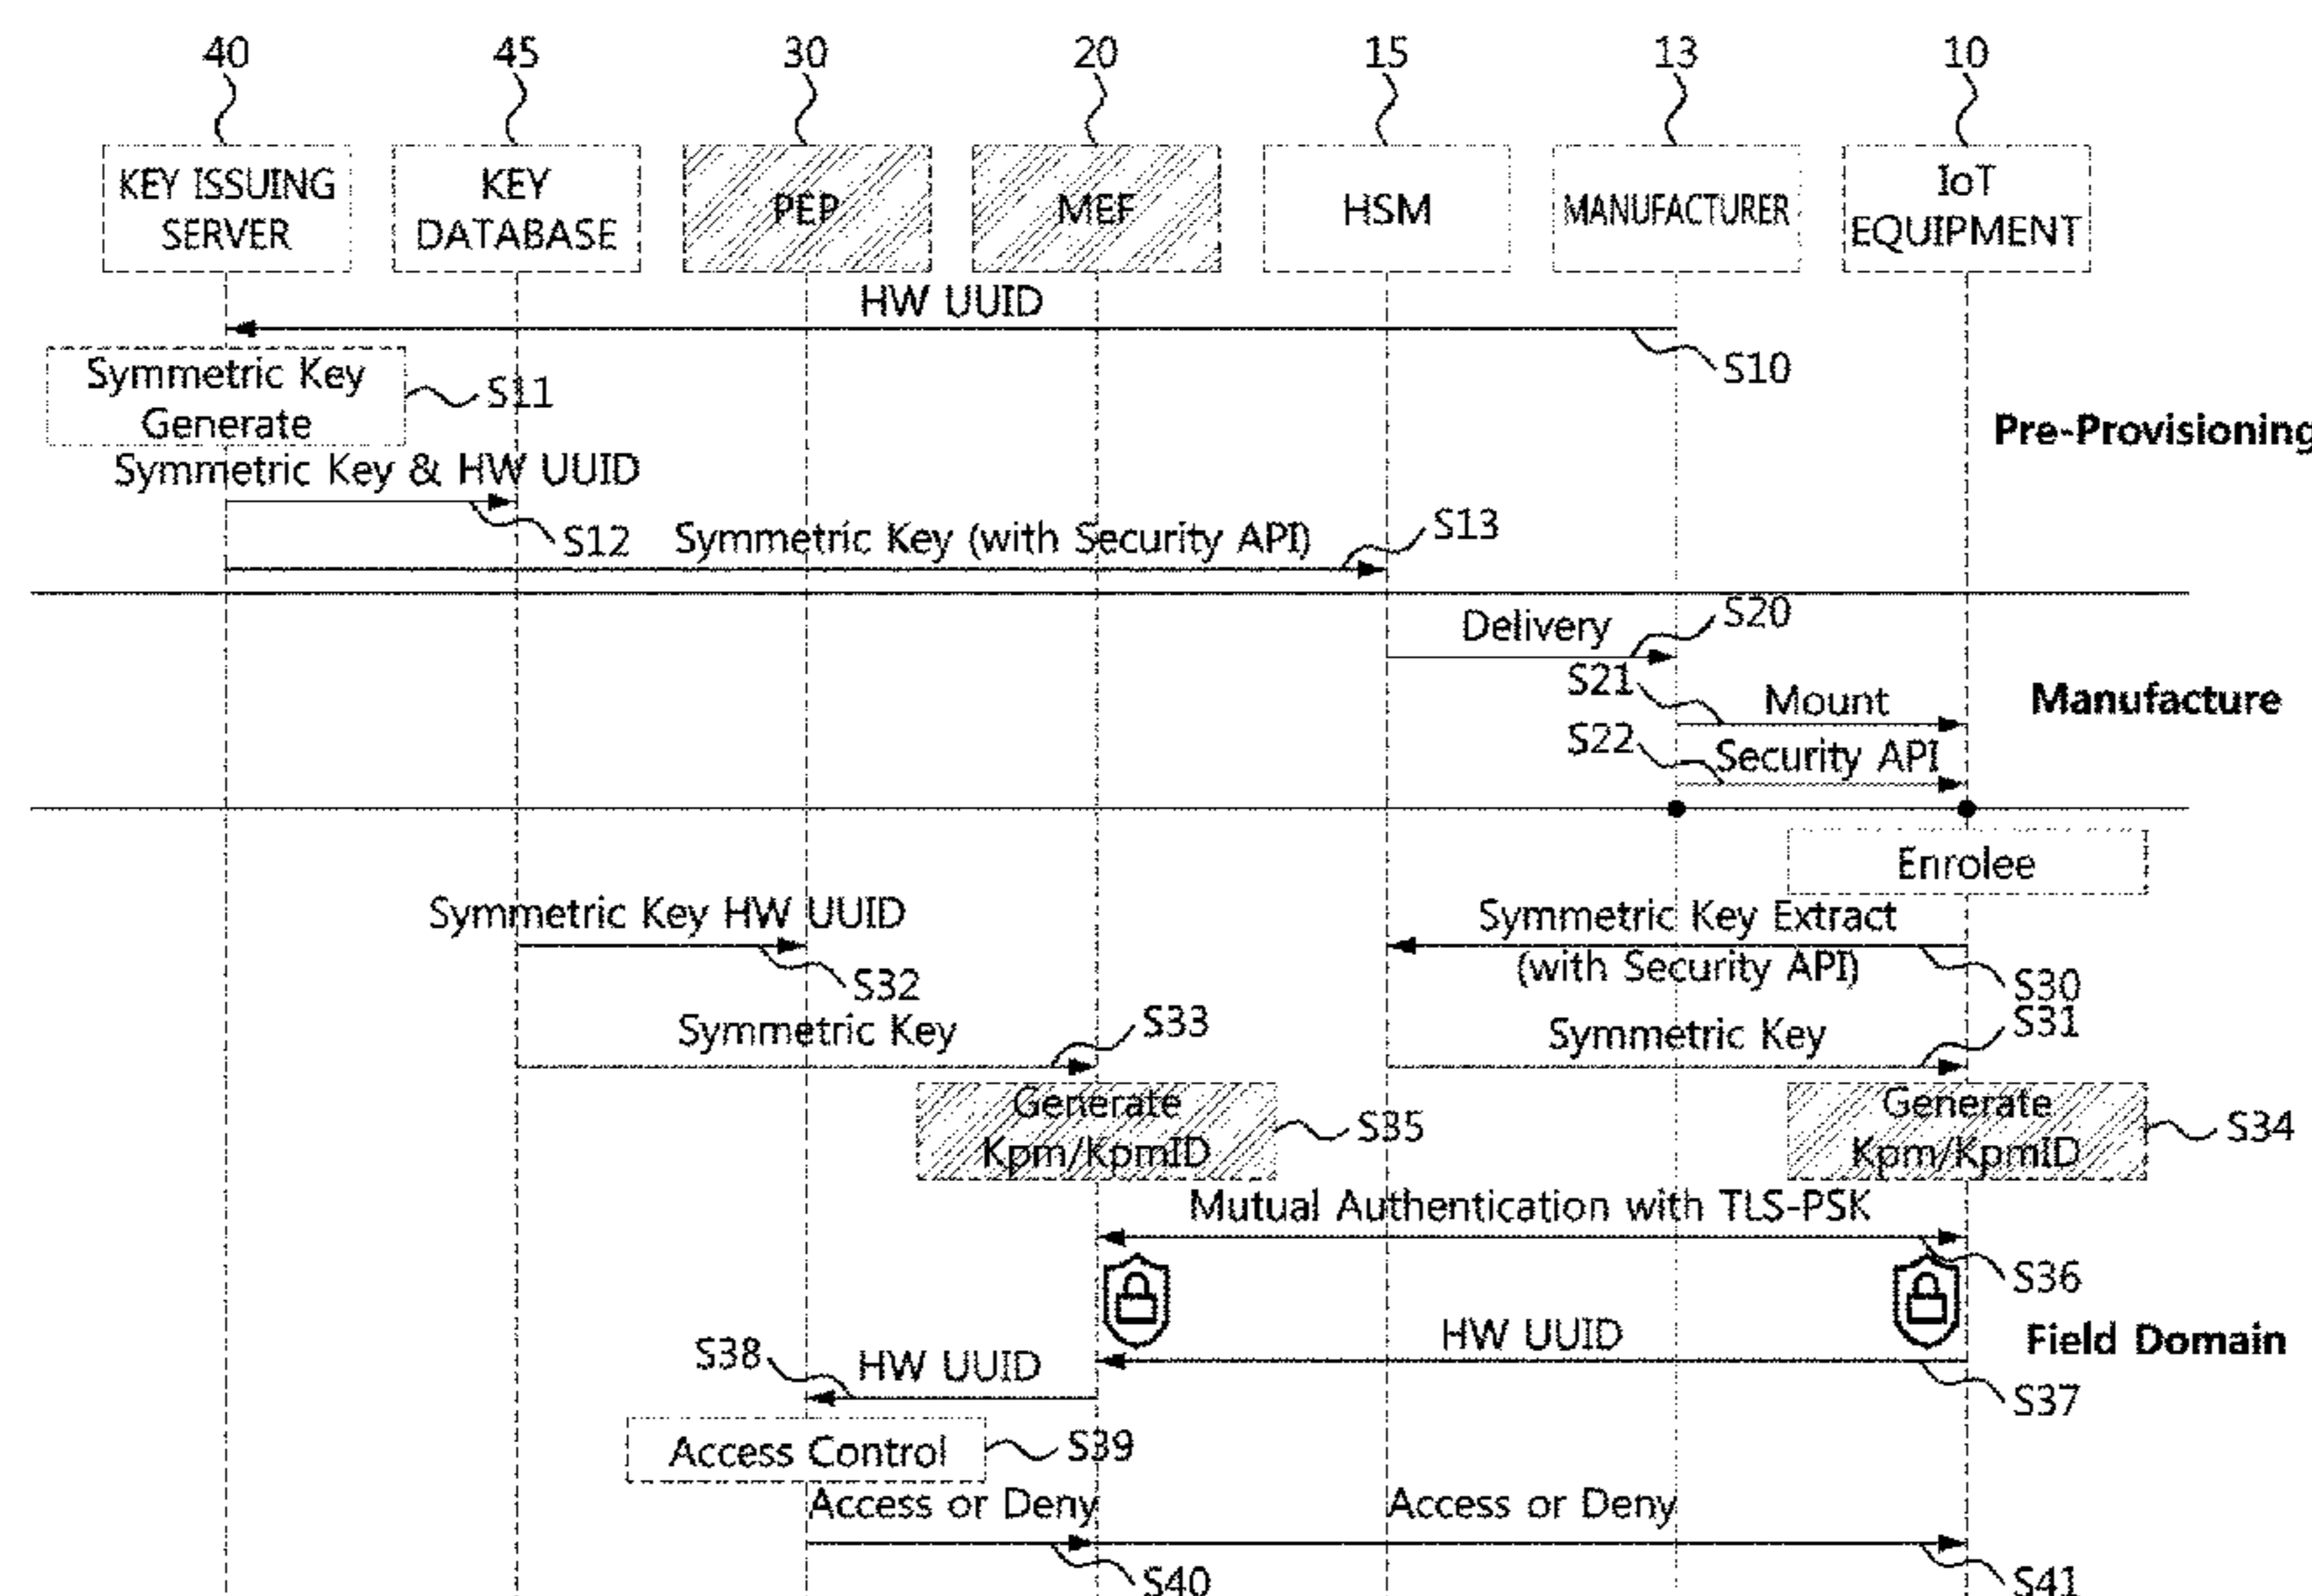 40 45 30 20 15 13 10
KEY ISSUING SERVER
KEY DATABASE
PEP
MEF
HSM
MANUFACTURER
IoT EQUIPMENT
HW UUID
S10
Symmetric Key
Generate
S11
Pre-Provisioning
Symmetric Key & HW UUID
S12
Symmetric Key (with Security API)
S13
Delivery
S20
S21
Mount
Manufacture
S22
Security API
Enrolee
Symmetric Key HW UUID
S32
Symmetric Key Extract
(with Security API)
S30
Symmetric Key
S33
Symmetric Key
S31
Generate
Kpm/KpmID
S35
Generate
Kpm/KpmID
S34
Mutual Authentication with TLS-PSK
S36
HW UUID
Field Domain
S37
S38
HW UUID
Access Control
S39
Access or Deny
S40
Access or Deny
S41